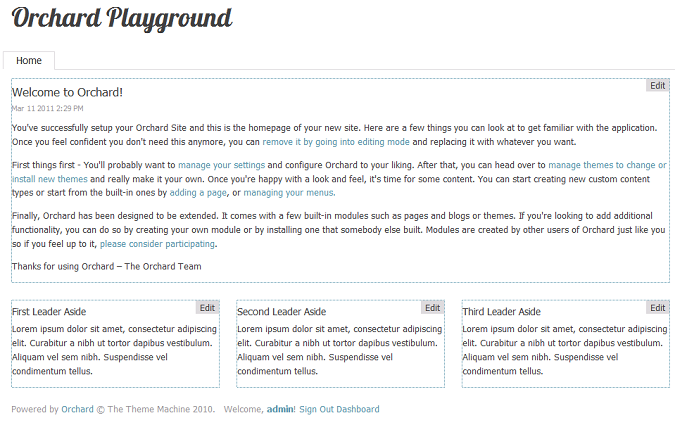 Orchard Playground
Home
Edit
Welcome to Orchard!
Mar 11 2011 2:29 PM
You've successfully setup your Orchard Site and this is the homepage of your new site. Here are a few things you can look at to get familiar with the application.
Once you feel confident you don't need this anymore, you can remove it by going into editing mode and replacing it with whatever you want.
First things first - You'll probably want to manage your settings and configure Orchard to your liking. After that, you can head over to manage themes to change or
install new themes and really make it your own. Once you're happy with a look and feel, it's time for some content. You can start creating new custom content
types or start from the built-in ones by adding a page, or managing your menus.
Finally, Orchard has been designed to be extended. It comes with a few built-in modules such as pages and blogs or themes. If you're looking to add additional
functionality, you can do so by creating your own module or by installing one that somebody else built. Modules are created by other users of Orchard just like you
so if you feel up to it, please consider participating.
Thanks for using Orchard – The Orchard Team
Edit
First Leader Aside
Lorem ipsum dolor sit amet, consectetur adipiscing
elit. Curabitur a nibh ut tortor dapibus vestibulum.
Aliquam vel sem nibh. Suspendisse vel
condimentum tellus.
Edit
Second Leader Aside
Lorem ipsum dolor sit amet, consectetur adipiscing
elit. Curabitur a nibh ut tortor dapibus vestibulum.
Aliquam vel sem nibh. Suspendisse vel
condimentum tellus.
Edit
Third Leader Aside
Lorem ipsum dolor sit amet, consectetur adipiscing
elit. Curabitur a nibh ut tortor dapibus vestibulum.
Aliquam vel sem nibh. Suspendisse vel
condimentum tellus.
Powered by Orchard © The Theme Machine 2010. Welcome, admin! Sign Out Dashboard